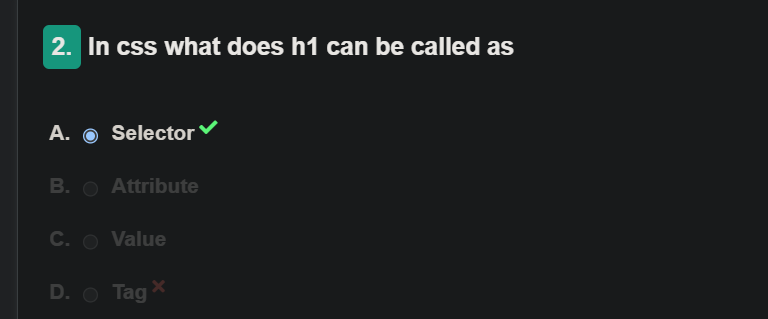 2. In css what does h1 can be called as
A. Selector
B. Attribute
C. Value
D. Tag